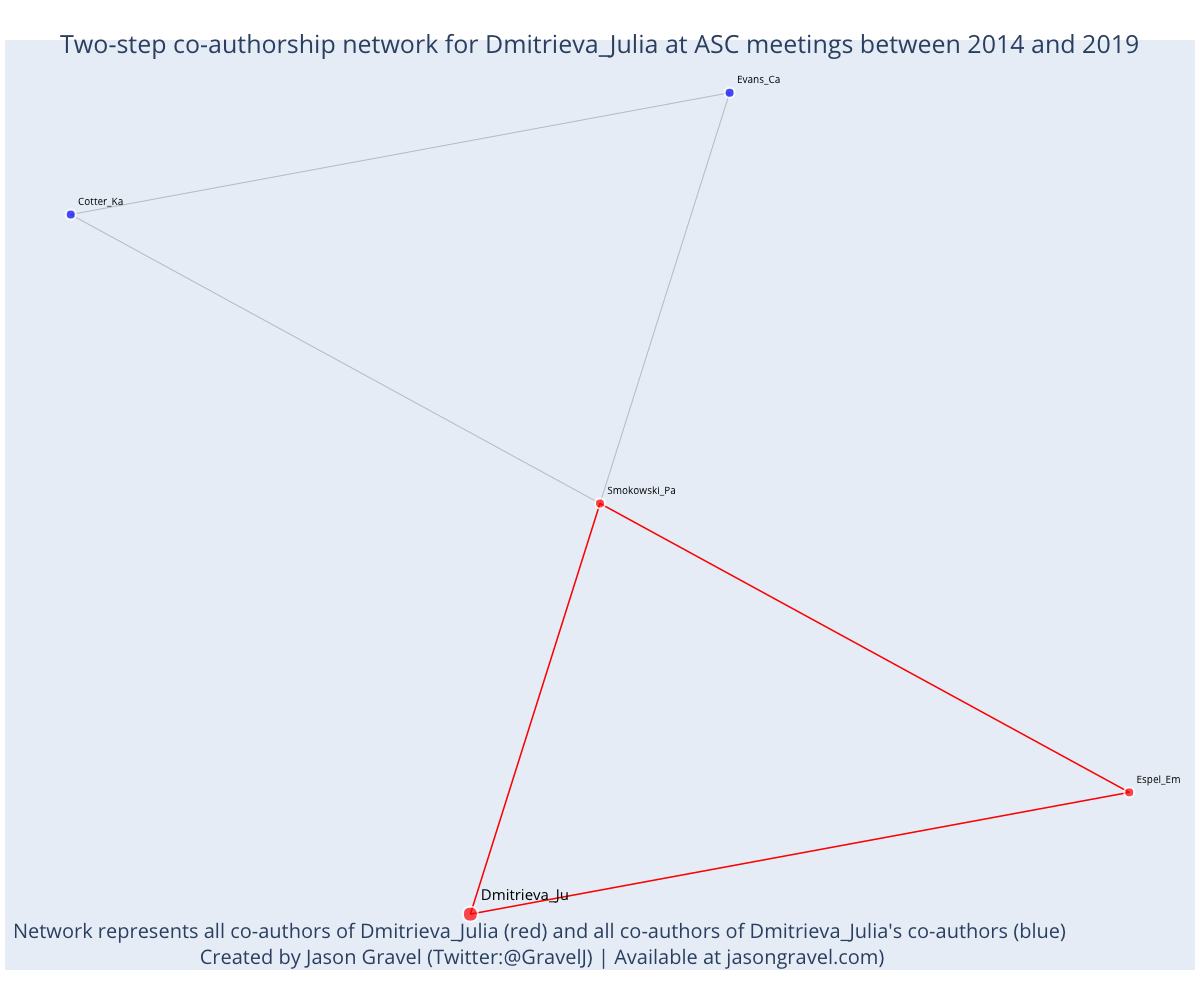 Two-step co-authorship network for Dmitrieva_Julia at ASC meetings between 2014 and 2019
Evans_Ca
Cotter_Ka
Smokowski_Pa
Espel_Em
Dmitrieva_Ju
Network represents all co-authors of Dmitrieva_Julia (red) and all co-authors of Dmitrieva_Julia's co-authors (blue)
Created by Jason Gravel (Twitter:@GravelJ) | Available at jasongravel.com)